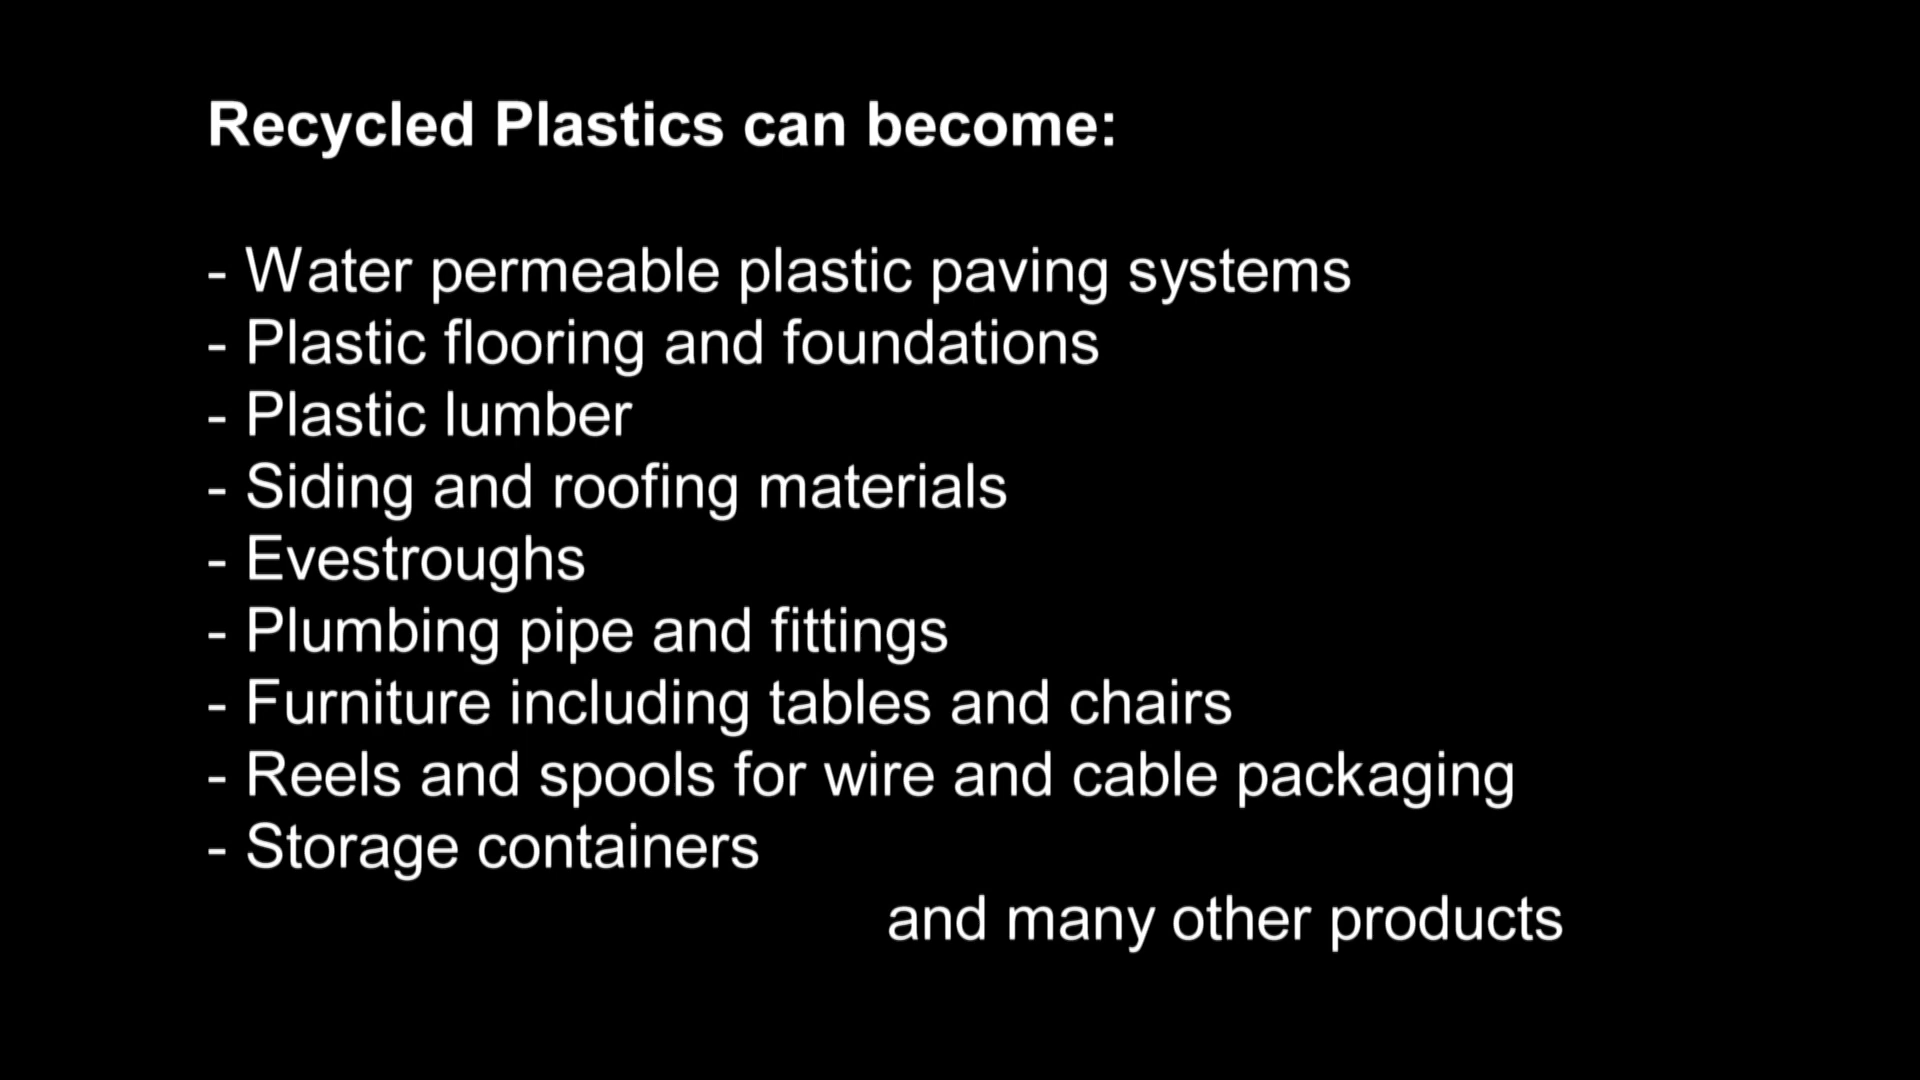 Recycled Plastics can become:
- Water permeable plastic paving systems
- Plastic flooring and foundations
- Plastic lumber
- Siding and roofing materials
- Evestroughs
- Plumbing pipe and fittings
- Furniture including tables and chairs
- Reels and spools for wire and cable packaging
- Storage containers
and many other products